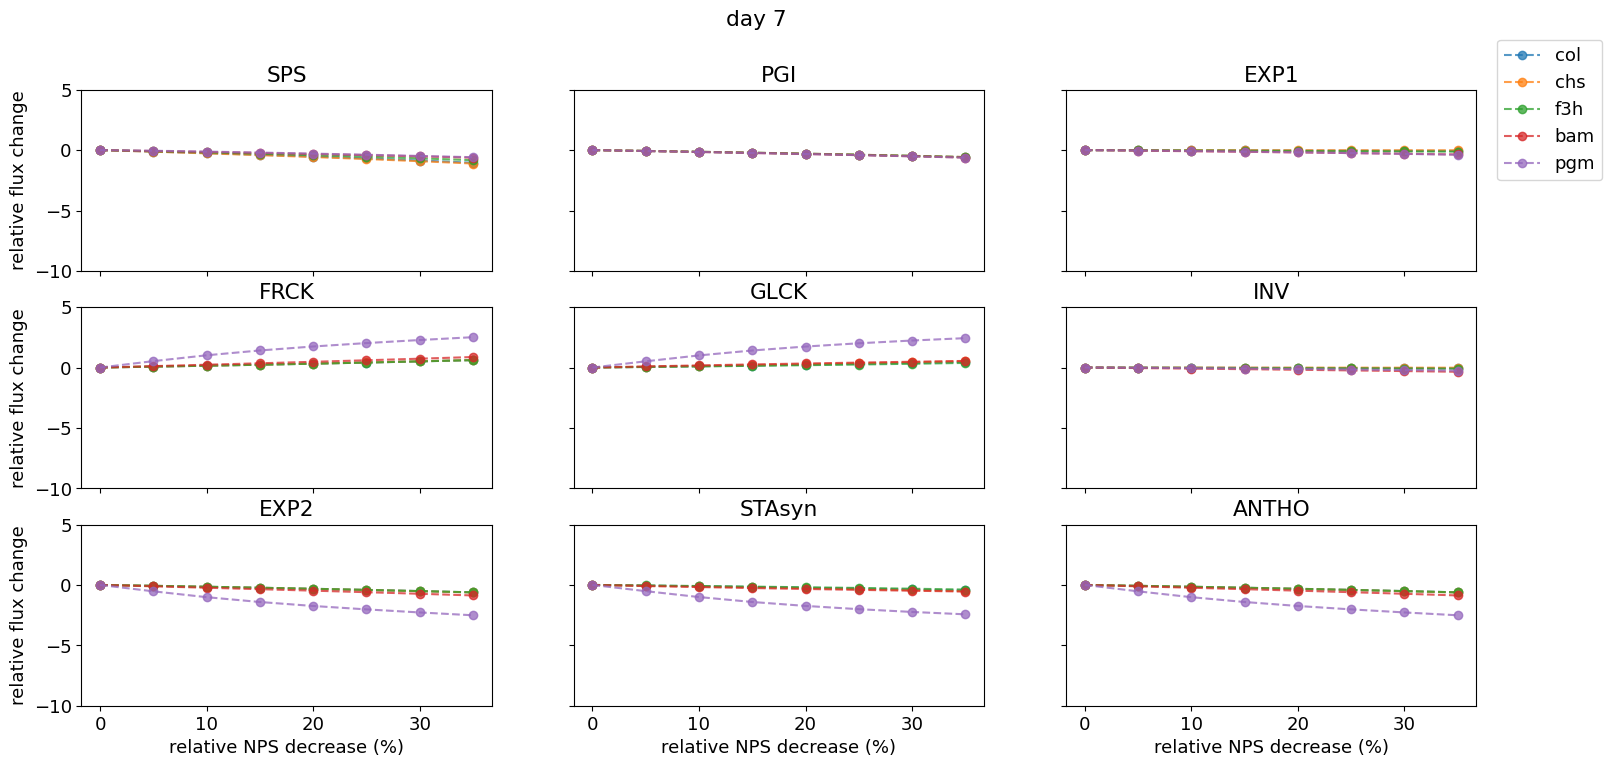 day 7
SPS
PGI
EXP1
col
chs
f3h
bam
pgm
relative flux change
5
0
−5
−10
FRCK
GLCK
INV
relative flux change
5
0
−5
−10
EXP2
STAsyn
ANTHO
relative flux change
5
0
−5
−10
0 10 20 30
0 10 20 30
0 10 20 30
relative NPS decrease (%)
relative NPS decrease (%)
relative NPS decrease (%)